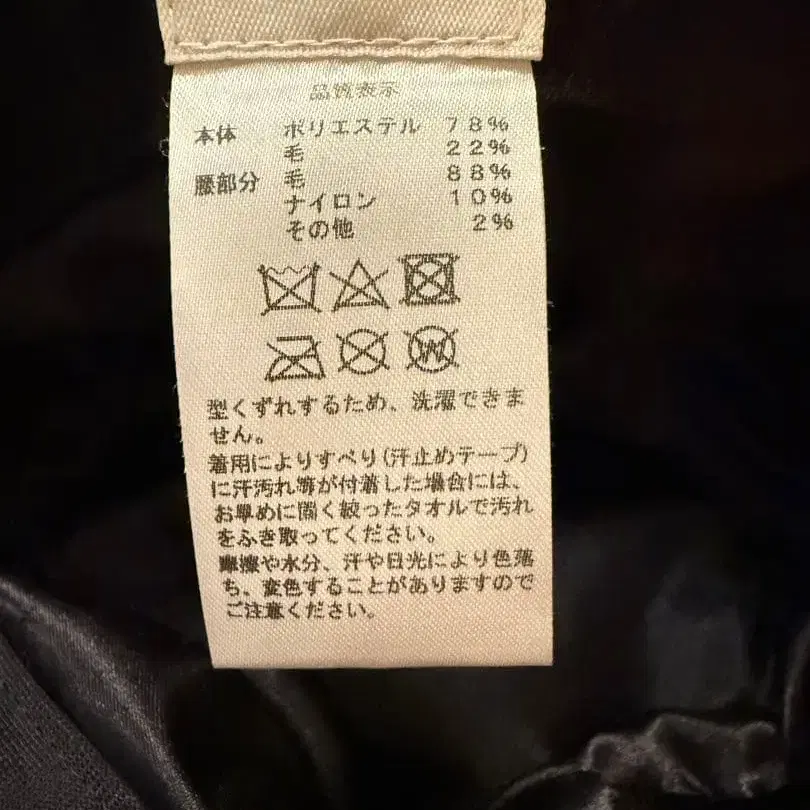 品質表示
本体 ポリエステル 78%
毛 22%
腰部分 毛 88%
ナイロン 10%
その他 2%
W
型くずれするため、洗濯できま
せん。
着用によりすべり(汗止めテープ)
に汗汚れ等が付着した場合には、
お早めに固く絞ったタオルで汚れ
をふき取ってください。
摩擦や水分、汗や日光により色落
ち、変色することがありますので
ご注意ください。